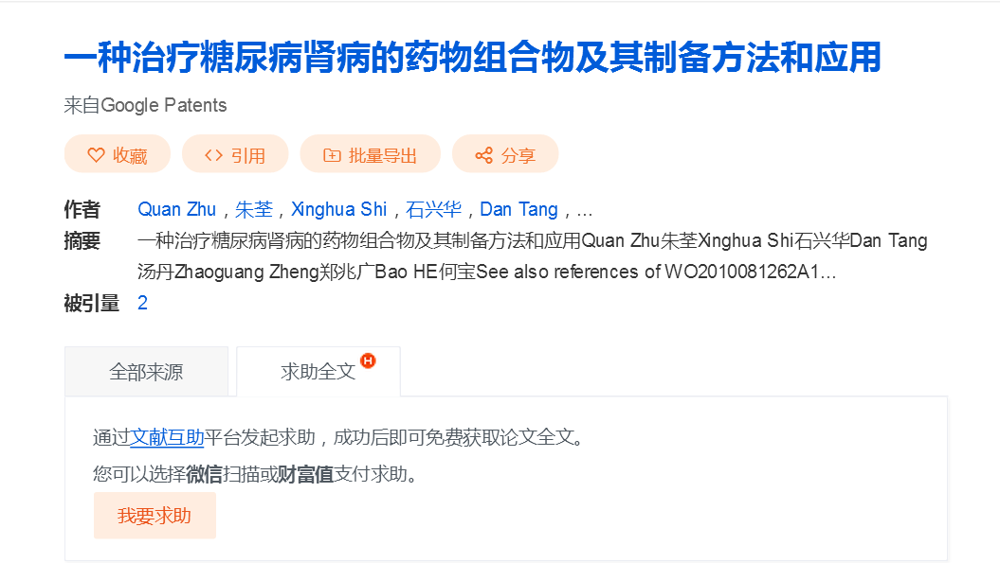 一种治疗糖尿病肾病的药物组合物及其制备方法和应用
来自Google Patents
收藏 引用 批量导出 分享
作者 Quan Zhu，朱荃，Xinghua Shi，石兴华，Dan Tang，...
摘要 一种治疗糖尿病肾病的药物组合物及其制备方法和应用Quan Zhu朱荃Xinghua Shi石兴华Dan Tang
汤丹Zhaoguang Zheng郑兆广Bao HE何宝See also references of WO2010081262A1...
被引量 2
全部来源 求助全文 H
通过文献互助平台发起求助，成功后即可免费获取论文全文。
您可以选择微信扫描或财富值支付求助。
我要求助